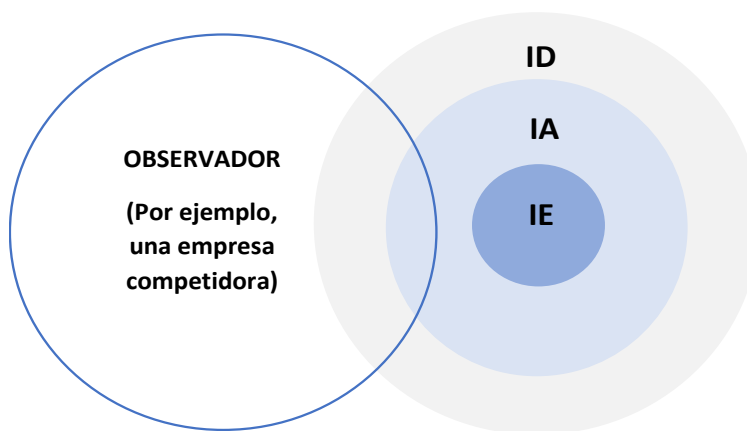 ID
IA
OBSERVADOR
(Por ejemplo,
una empresa
competidora)
IE